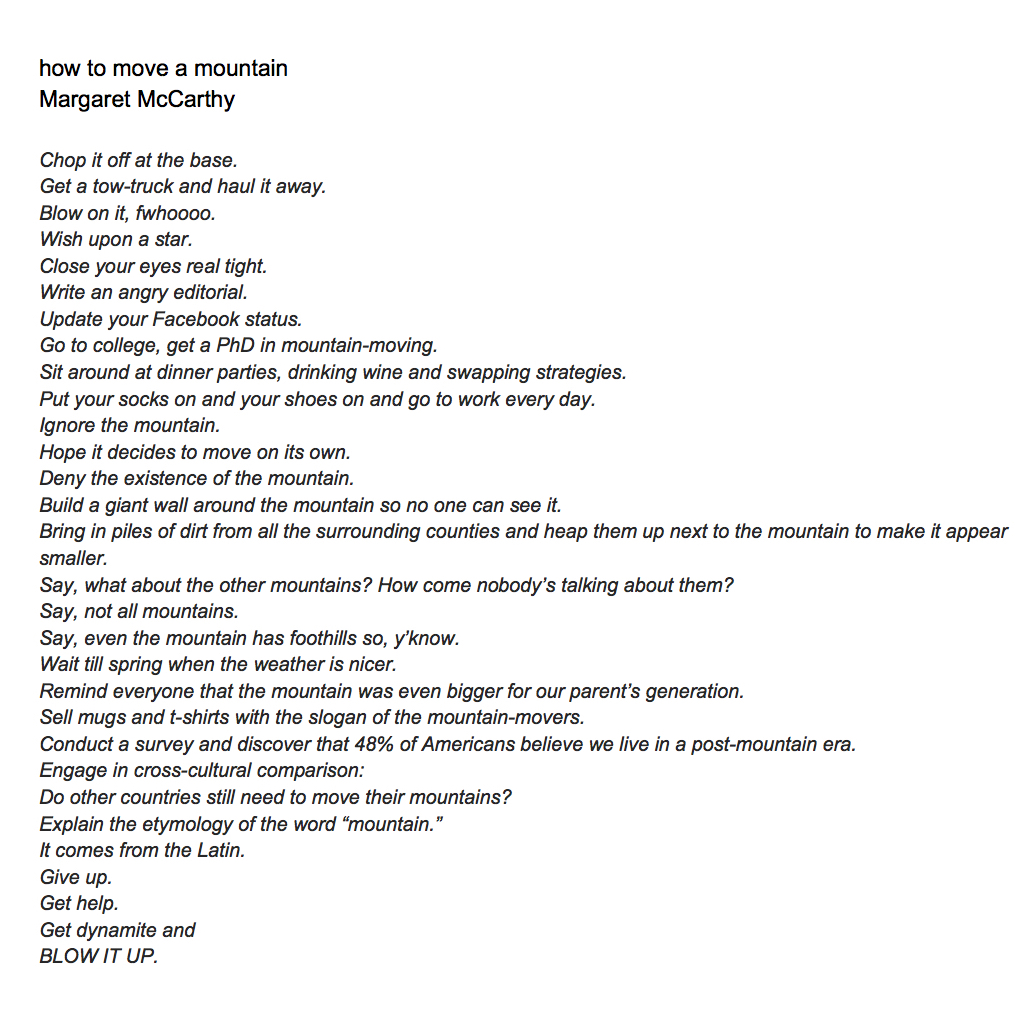 how to move a mountain
Margaret McCarthy
Chop it off at the base.
Get a tow-truck and haul it away.
Blow on it, fwhoooo.
Wish upon a star.
Close your eyes real tight.
Write an angry editorial.
Update your Facebook status.
Go to college, get a PhD in mountain-moving.
Sit around at dinner parties, drinking wine and swapping strategies.
Put your socks on and your shoes on and go to work every day.
Ignore the mountain.
Hope it decides to move on its own.
Deny the existence of the mountain.
Build a giant wall around the mountain so no one can see it.
Bring in piles of dirt from all the surrounding counties and heap them up next to the mountain to make it appear
smaller.
Say, what about the other mountains? How come nobody’s talking about them?
Say, not all mountains.
Say, even the mountain has foothills so, y’know.
Wait till spring when the weather is nicer.
Remind everyone that the mountain was even bigger for our parent’s generation.
Sell mugs and t-shirts with the slogan of the mountain-movers.
Conduct a survey and discover that 48% of Americans believe we live in a post-mountain era.
Engage in cross-cultural comparison:
Do other countries still need to move their mountains?
Explain the etymology of the word “mountain.”
It comes from the Latin.
Give up.
Get help.
Get dynamite and
BLOW IT UP.